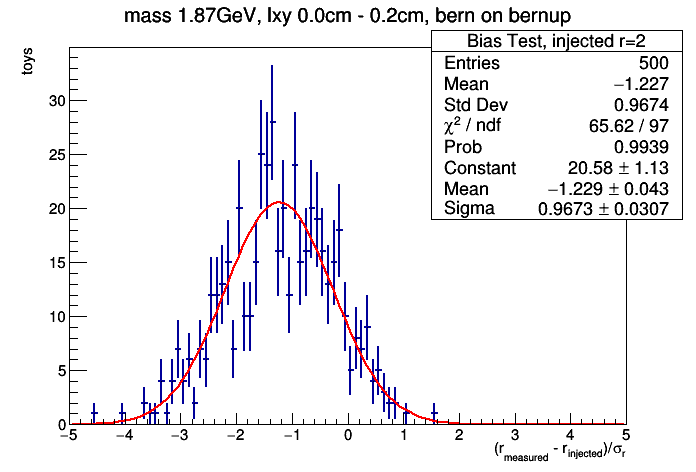 mass 1.87GeV, lxy 0.0cm - 0.2cm, bern on bernup
Bias Test, injected r=2
Entries 500
Mean −1.227
Std Dev 0.9674
χ² / ndf 65.62 / 97
Prob 0.9939
Constant 20.58 ± 1.13
Mean −1.229 ± 0.043
Sigma 0.9673 ± 0.0307
toys
30
25
20
15
10
5
0
−5 −4 −3 −2 −1 0 1 2 3 4 5
(r_measured - r_injected)/σ_r